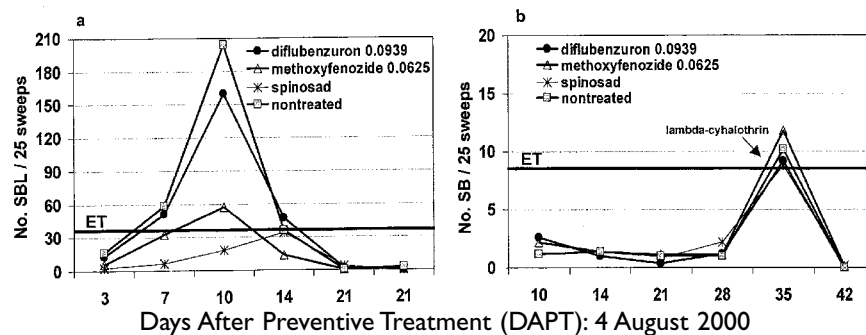 a
No. SBL / 25 sweeps
210
180
150
120
90
60
30
0
diflubenzuron 0.0939
methoxyfenozide 0.0625
spinosad
nontreated
ET
3 7 10 14 21 21
b
No. SB / 25 sweeps
20
15
10
5
0
diflubenzuron 0.0939
methoxyfenozide 0.0625
spinosad
nontreated
lambda-cyhalothrin
ET
10 14 21 28 35 42
Days After Preventive Treatment (DAPT): 4 August 2000